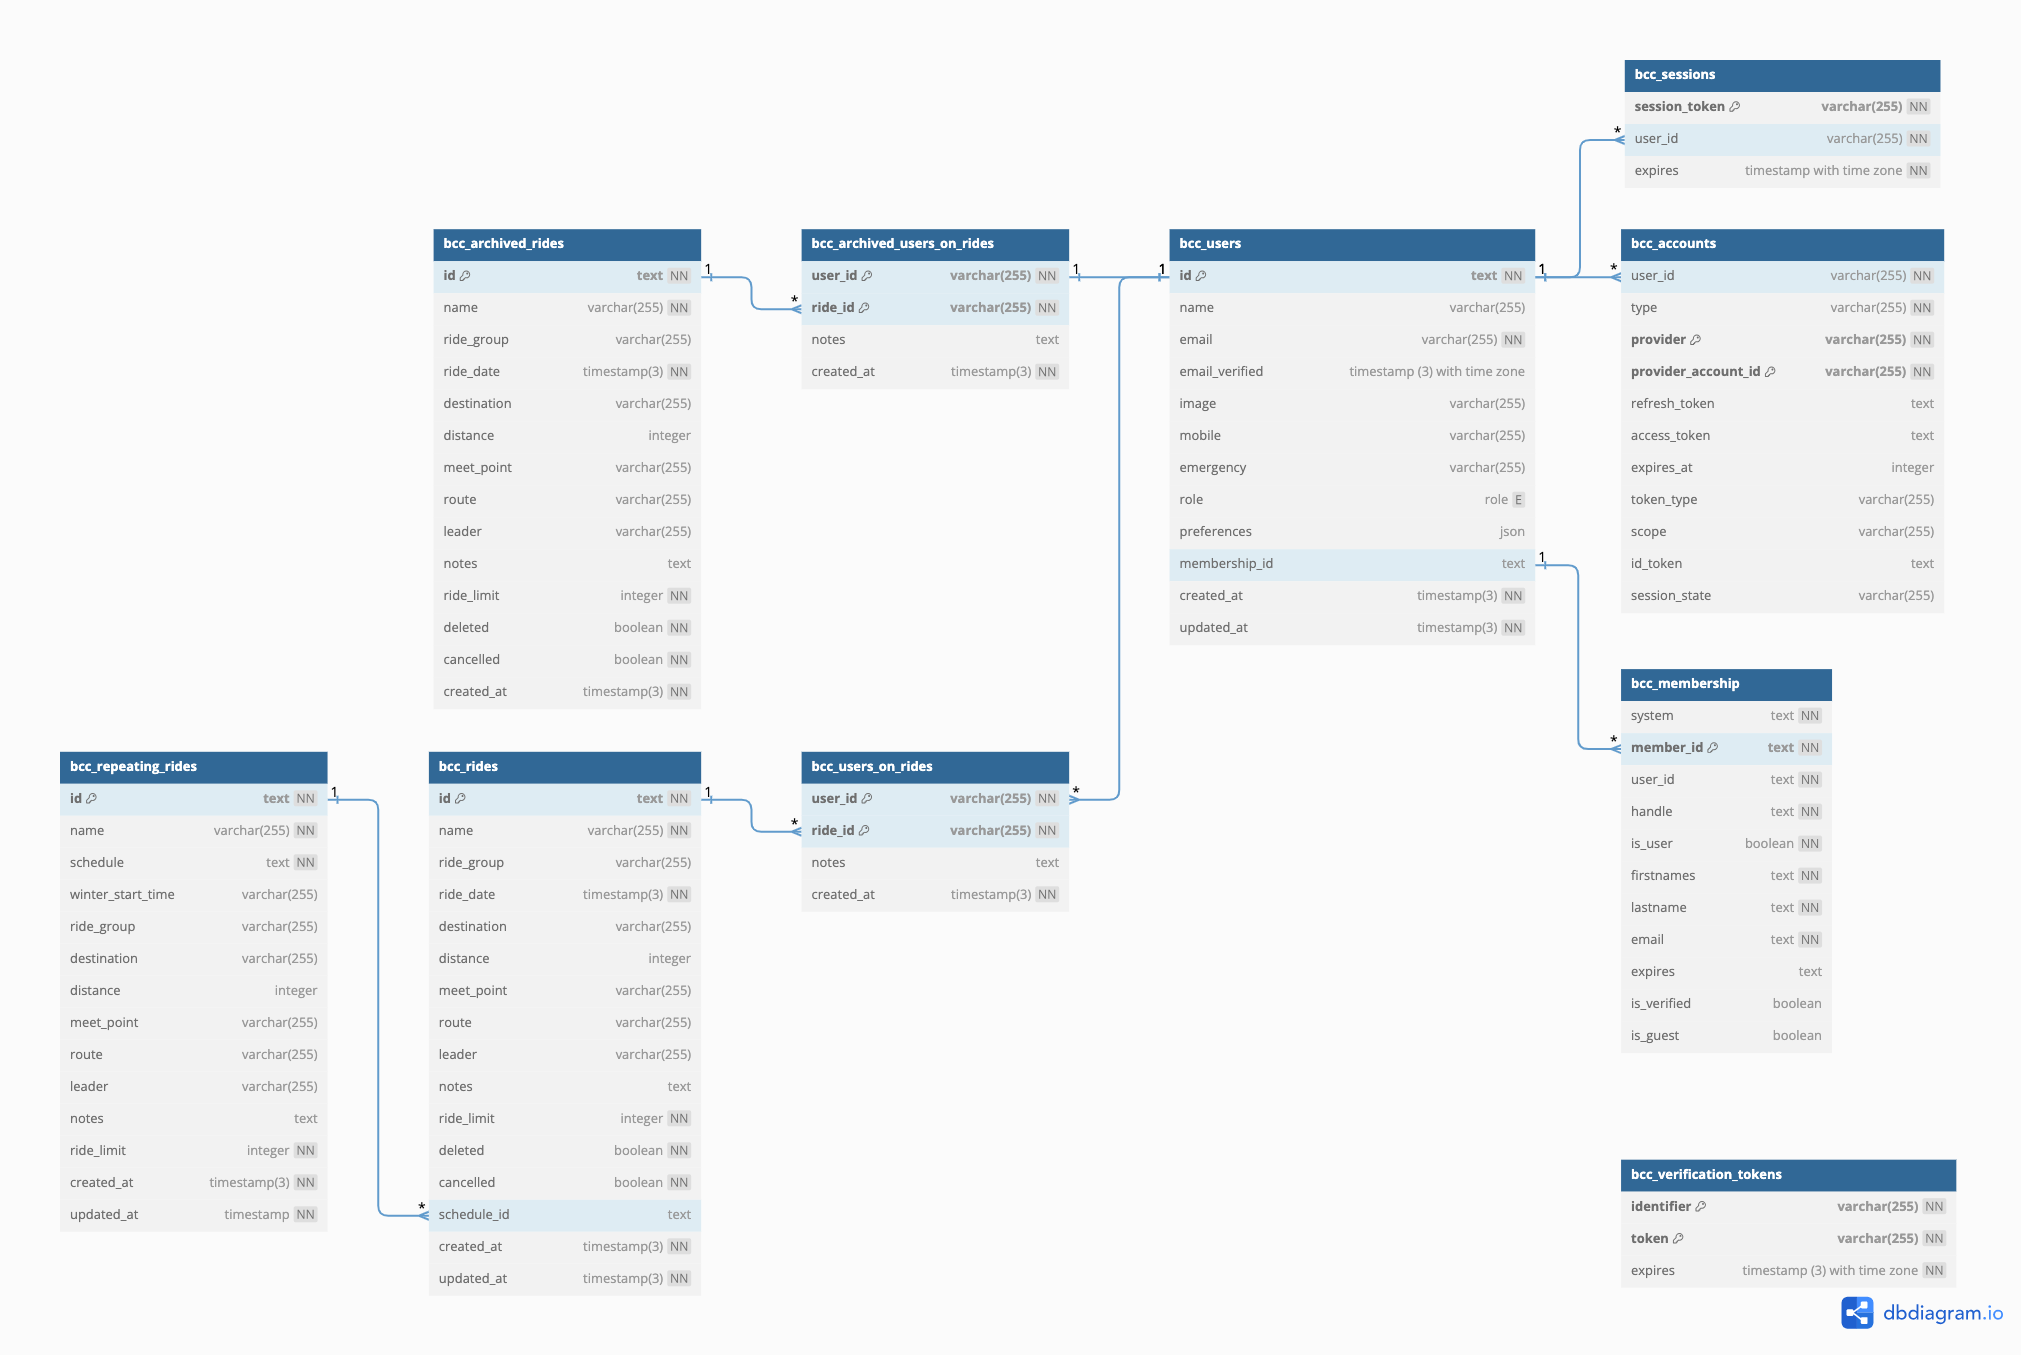 bcc_sessions
session_token varchar(255) NN
user_id varchar(255) NN
expires timestamp with time zone NN
bcc_archived_rides
id text NN
name varchar(255) NN
ride_group varchar(255)
ride_date timestamp(3) NN
destination varchar(255)
distance integer
meet_point varchar(255)
route varchar(255)
leader varchar(255)
notes text
ride_limit integer NN
deleted boolean NN
cancelled boolean NN
created_at timestamp(3) NN
1
*
bcc_archived_users_on_rides
user_id varchar(255) NN
ride_id varchar(255) NN
notes text
created_at timestamp(3) NN
1
1
bcc_users
id text NN
name varchar(255)
email varchar(255) NN
email_verified timestamp (3) with time zone
image varchar(255)
mobile varchar(255)
emergency varchar(255)
role role E
preferences json
membership_id text
created_at timestamp(3) NN
updated_at timestamp(3) NN
1
*
*
1
*
bcc_accounts
user_id varchar(255) NN
type varchar(255) NN
provider varchar(255) NN
provider_account_id varchar(255) NN
refresh_token text
access_token text
expires_at integer
token_type varchar(255)
scope varchar(255)
id_token text
session_state varchar(255)
bcc_membership
system text NN
member_id text NN
user_id text NN
handle text NN
is_user boolean NN
firstnames text NN
lastname text NN
email text NN
expires text
is_verified boolean
is_guest boolean
bcc_repeating_rides
id text NN
name varchar(255) NN
schedule text NN
winter_start_time varchar(255)
ride_group varchar(255)
destination varchar(255)
distance integer
meet_point varchar(255)
route varchar(255)
leader varchar(255)
notes text
ride_limit integer NN
created_at timestamp(3) NN
updated_at timestamp NN
1
*
bcc_rides
id text NN
name varchar(255) NN
ride_group varchar(255)
ride_date timestamp(3) NN
destination varchar(255)
distance integer
meet_point varchar(255)
route varchar(255)
leader varchar(255)
notes text
ride_limit integer NN
deleted boolean NN
cancelled boolean NN
schedule_id text
created_at timestamp(3) NN
updated_at timestamp(3) NN
1
*
bcc_users_on_rides
user_id varchar(255) NN
ride_id varchar(255) NN
notes text
created_at timestamp(3) NN
*
bcc_verification_tokens
identifier varchar(255) NN
token varchar(255) NN
expires timestamp (3) with time zone NN
dbdiagram.io